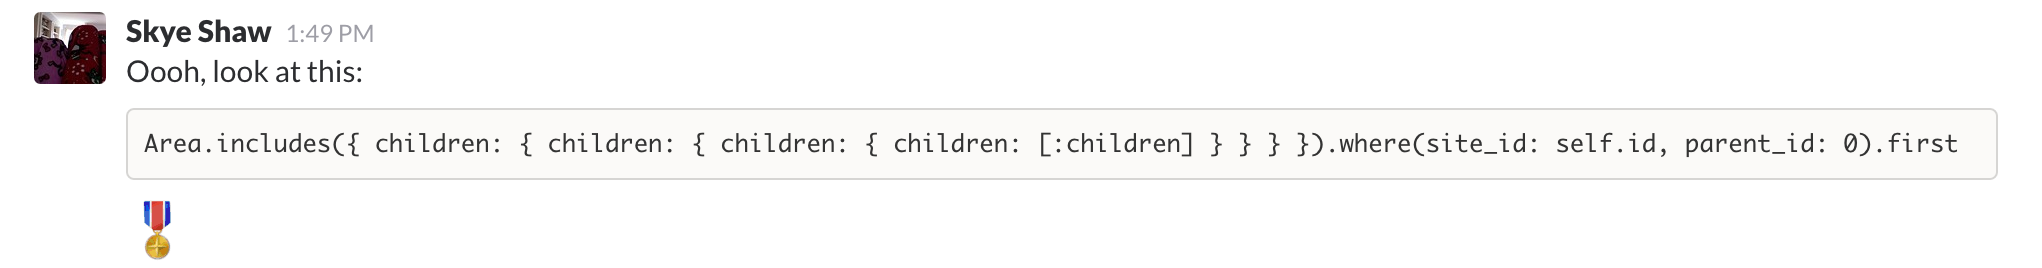 Skye Shaw 1:49 PM
Oooh, look at this:
Area.includes({ children: { children: { children: { children: [:children] } } } }).where(site_id: self.id, parent_id: 0).first